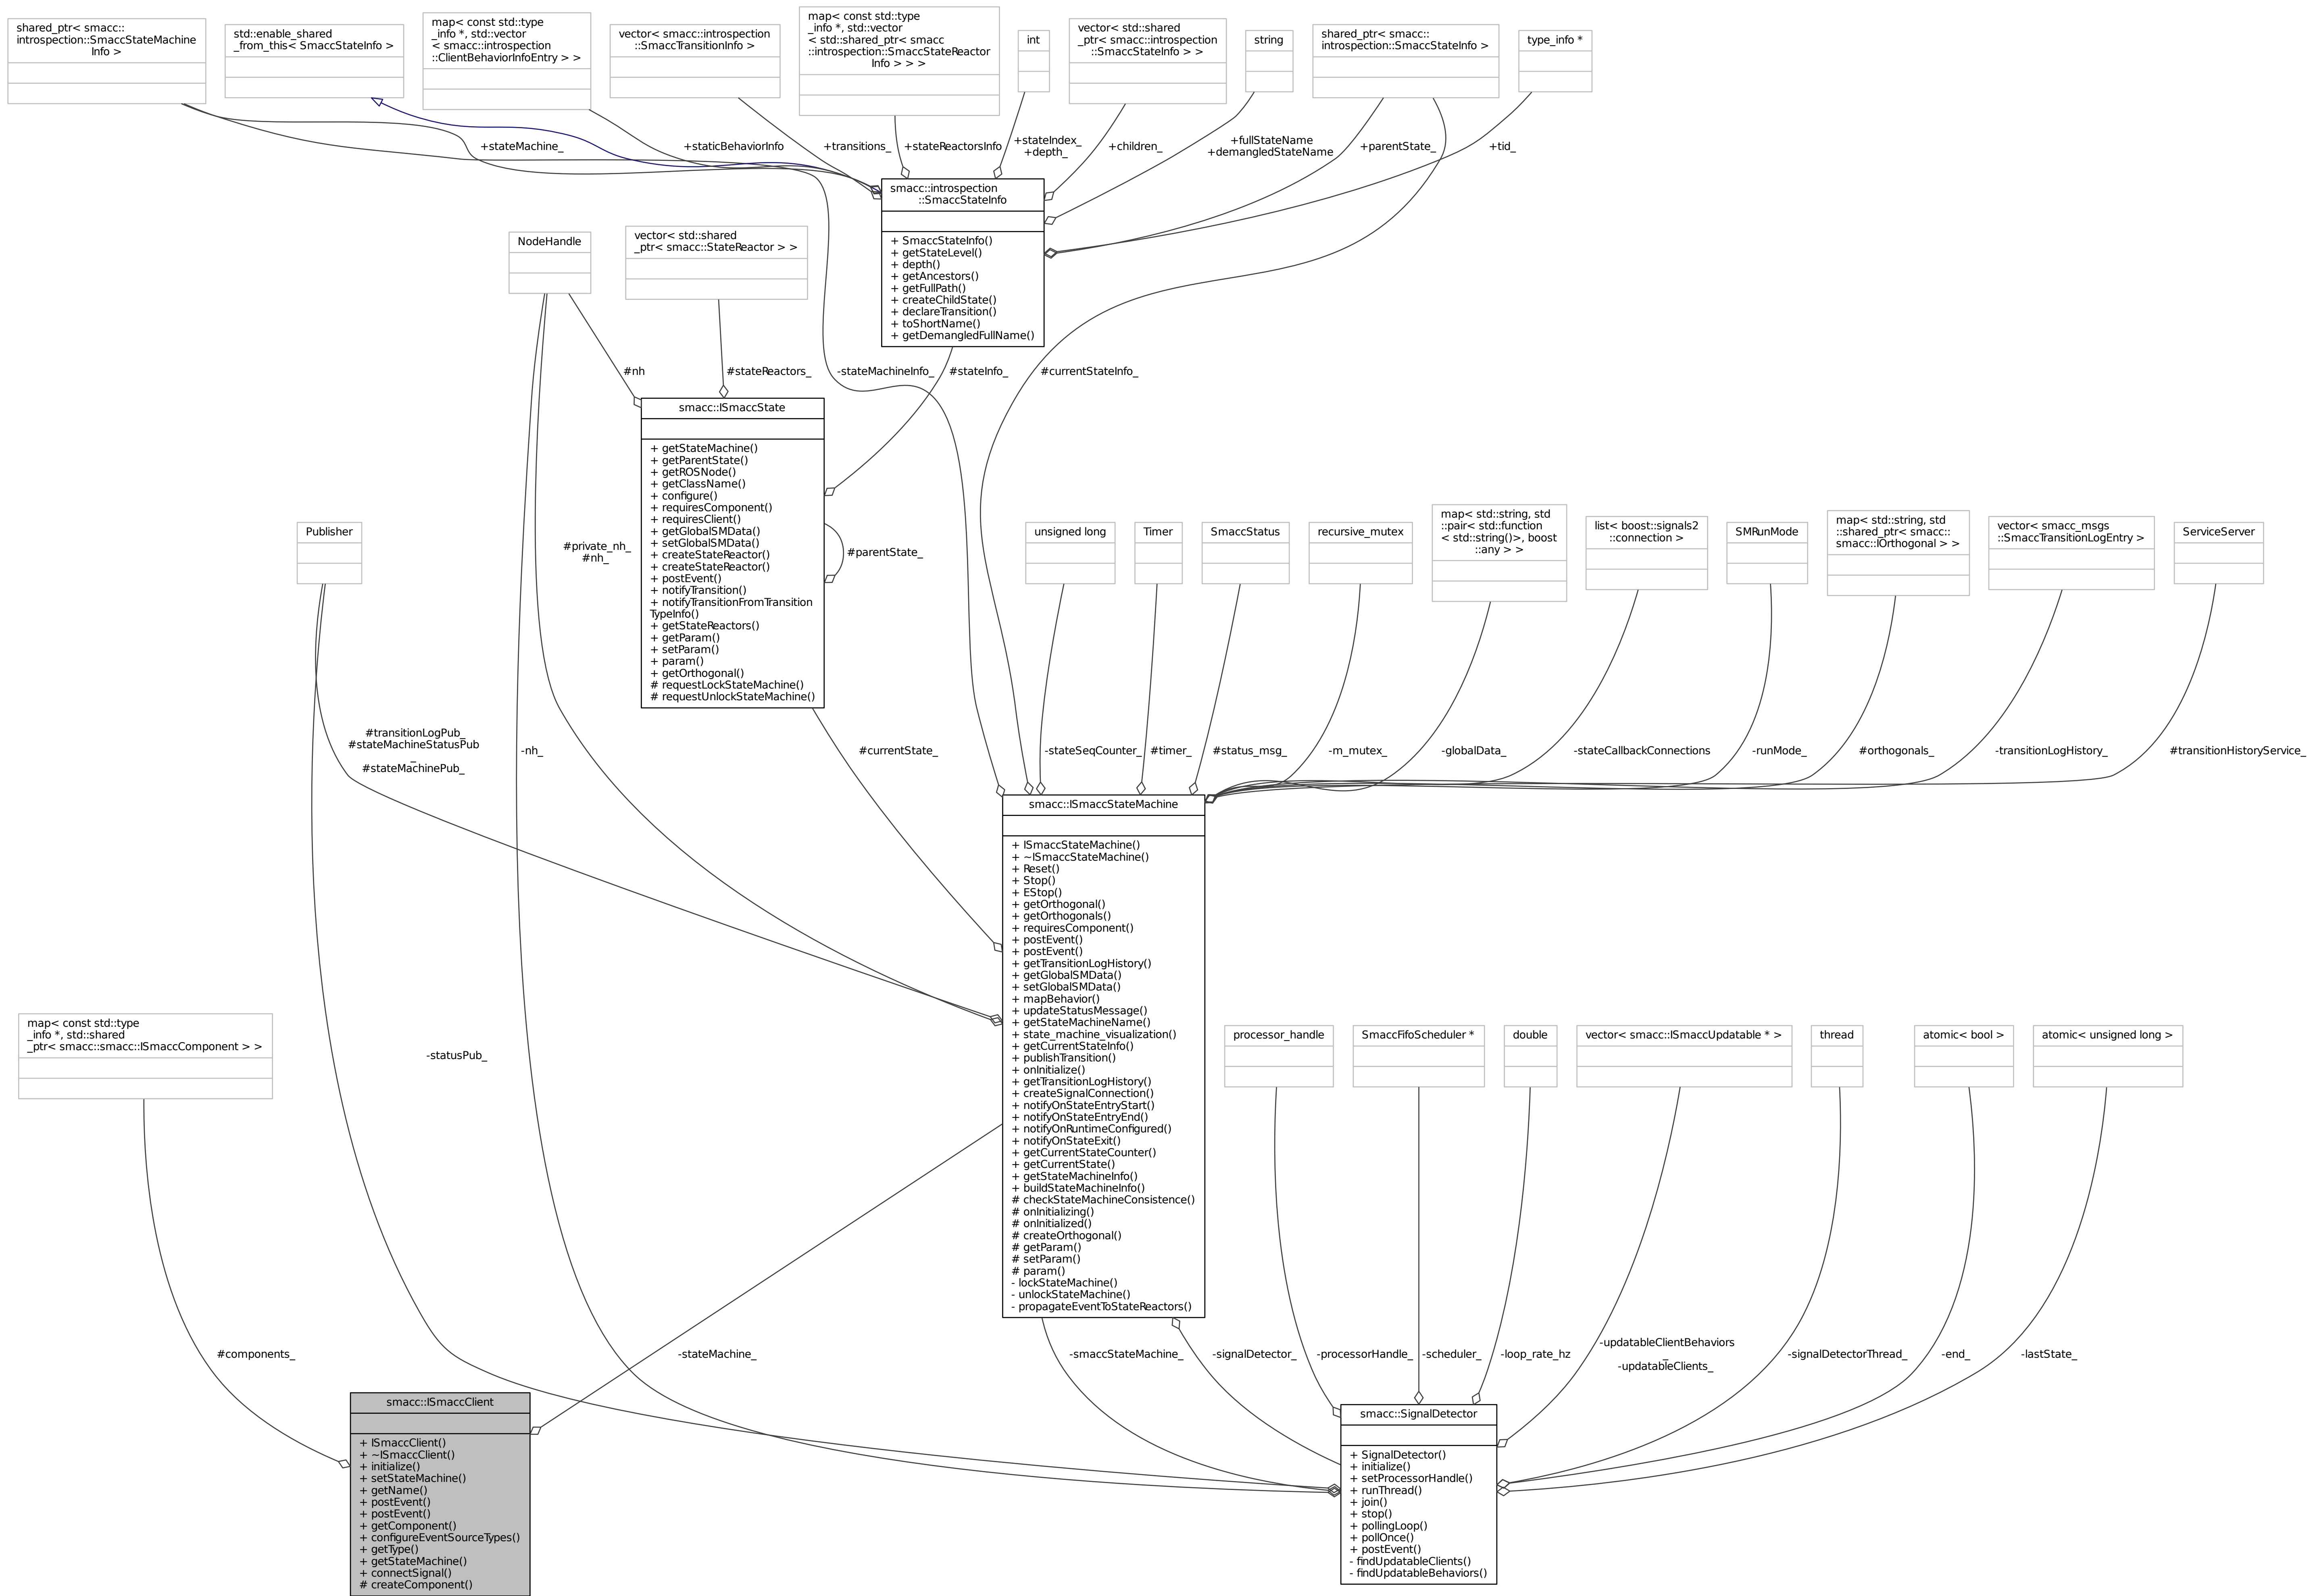 shared_ptr< smacc::
introspection::SmaccStateMachine
Info >
std::enable_shared
_from_this< SmaccStateInfo >
map< const std::type
_info *, std::vector
< smacc::introspection
::ClientBehaviorInfoEntry > >
vector< smacc::introspection
::SmaccTransitionInfo >
map< const std::type
_info *, std::vector
< std::shared_ptr< smacc
::introspection::SmaccStateReactor
Info > > >
int
vector< std::shared
_ptr< smacc::introspection
::SmaccStateInfo > >
string
shared_ptr< smacc::
introspection::SmaccStateInfo >
type_info *
+stateMachine_
+staticBehaviorInfo
+transitions_
+stateReactorsInfo
+stateIndex_
+depth_
+children_
+fullStateName
+demangledStateName
+parentState_
+tid_
smacc::introspection
::SmaccStateInfo
+ SmaccStateInfo()
+ getStateLevel()
+ depth()
+ getAncestors()
+ getFullPath()
+ createChildState()
+ declareTransition()
+ toShortName()
+ getDemangledFullName()
NodeHandle
vector< std::shared
_ptr< smacc::StateReactor > >
#nh
#stateReactors_
-stateMachineInfo_
#stateInfo_
#currentStateInfo_
smacc::ISmaccState
+ getStateMachine()
+ getParentState()
+ getROSNode()
+ getClassName()
+ configure()
+ requiresComponent()
+ requiresClient()
+ getGlobalSMData()
+ setGlobalSMData()
+ createStateReactor()
+ createStateReactor()
+ postEvent()
+ notifyTransition()
+ notifyTransitionFromTransition
TypeInfo()
+ getStateReactors()
+ getParam()
+ setParam()
+ param()
+ getOrthogonal()
# requestLockStateMachine()
# requestUnlockStateMachine()
#parentState_
Publisher
#private_nh_
#nh_
unsigned long
Timer
SmaccStatus
recursive_mutex
map< std::string, std
::pair< std::function
< std::string()>, boost
::any > >
list< boost::signals2
::connection >
SMRunMode
map< std::string, std
::shared_ptr< smacc::
smacc::IOrthogonal > >
vector< smacc_msgs
::SmaccTransitionLogEntry >
ServiceServer
#transitionLogPub_
#stateMachineStatusPub
_
#stateMachinePub_
-nh_
#currentState_
-stateSeqCounter_
#timer_
#status_msg_
-m_mutex_
-globalData_
-stateCallbackConnections
-runMode_
#orthogonals_
-transitionLogHistory_
#transitionHistoryService_
smacc::ISmaccStateMachine
+ ISmaccStateMachine()
+ ~ISmaccStateMachine()
+ Reset()
+ Stop()
+ EStop()
+ getOrthogonal()
+ getOrthogonals()
+ requiresComponent()
+ postEvent()
+ postEvent()
+ getTransitionLogHistory()
+ getGlobalSMData()
+ setGlobalSMData()
+ mapBehavior()
+ updateStatusMessage()
+ getStateMachineName()
+ state_machine_visualization()
+ getCurrentStateInfo()
+ publishTransition()
+ onInitialize()
+ getTransitionLogHistory()
+ createSignalConnection()
+ notifyOnStateEntryStart()
+ notifyOnStateEntryEnd()
+ notifyOnRuntimeConfigured()
+ notifyOnStateExit()
+ getCurrentStateCounter()
+ getCurrentState()
+ getStateMachineInfo()
+ buildStateMachineInfo()
# checkStateMachineConsistence()
# onInitializing()
# onInitialized()
# createOrthogonal()
# getParam()
# setParam()
# param()
- lockStateMachine()
- unlockStateMachine()
- propagateEventToStateReactors()
map< const std::type
_info *, std::shared
_ptr< smacc::smacc::ISmaccComponent > >
-statusPub_
processor_handle
SmaccFifoScheduler *
double
vector< smacc::ISmaccUpdatable * >
thread
atomic< bool >
atomic< unsigned long >
#components_
-stateMachine_
-smaccStateMachine_
-signalDetector_
-processorHandle_
-scheduler_
-loop_rate_hz
-updatableClientBehaviors
_
-updatableClients_
-signalDetectorThread_
-end_
-lastState_
smacc::ISmaccClient
+ ISmaccClient()
+ ~ISmaccClient()
+ initialize()
+ setStateMachine()
+ getName()
+ postEvent()
+ postEvent()
+ getComponent()
+ configureEventSourceTypes()
+ getType()
+ getStateMachine()
+ connectSignal()
# createComponent()
smacc::SignalDetector
+ SignalDetector()
+ initialize()
+ setProcessorHandle()
+ runThread()
+ join()
+ stop()
+ pollingLoop()
+ pollOnce()
+ postEvent()
- findUpdatableClients()
- findUpdatableBehaviors()